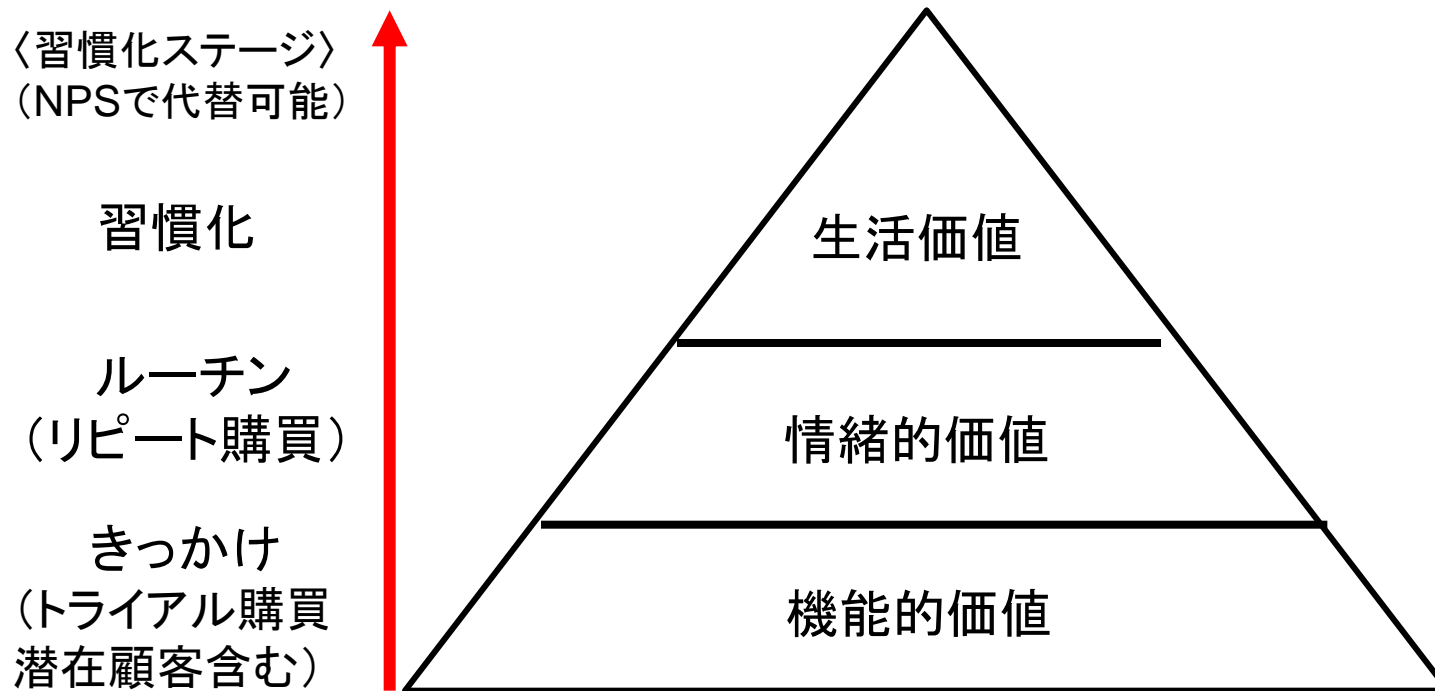 〈習慣化ステージ〉
（NPSで代替可能）
習慣化
ルーチン
（リピート購買）
きっかけ
（トライアル購買
潜在顧客含む）
生活価値
情緒的価値
機能的価値